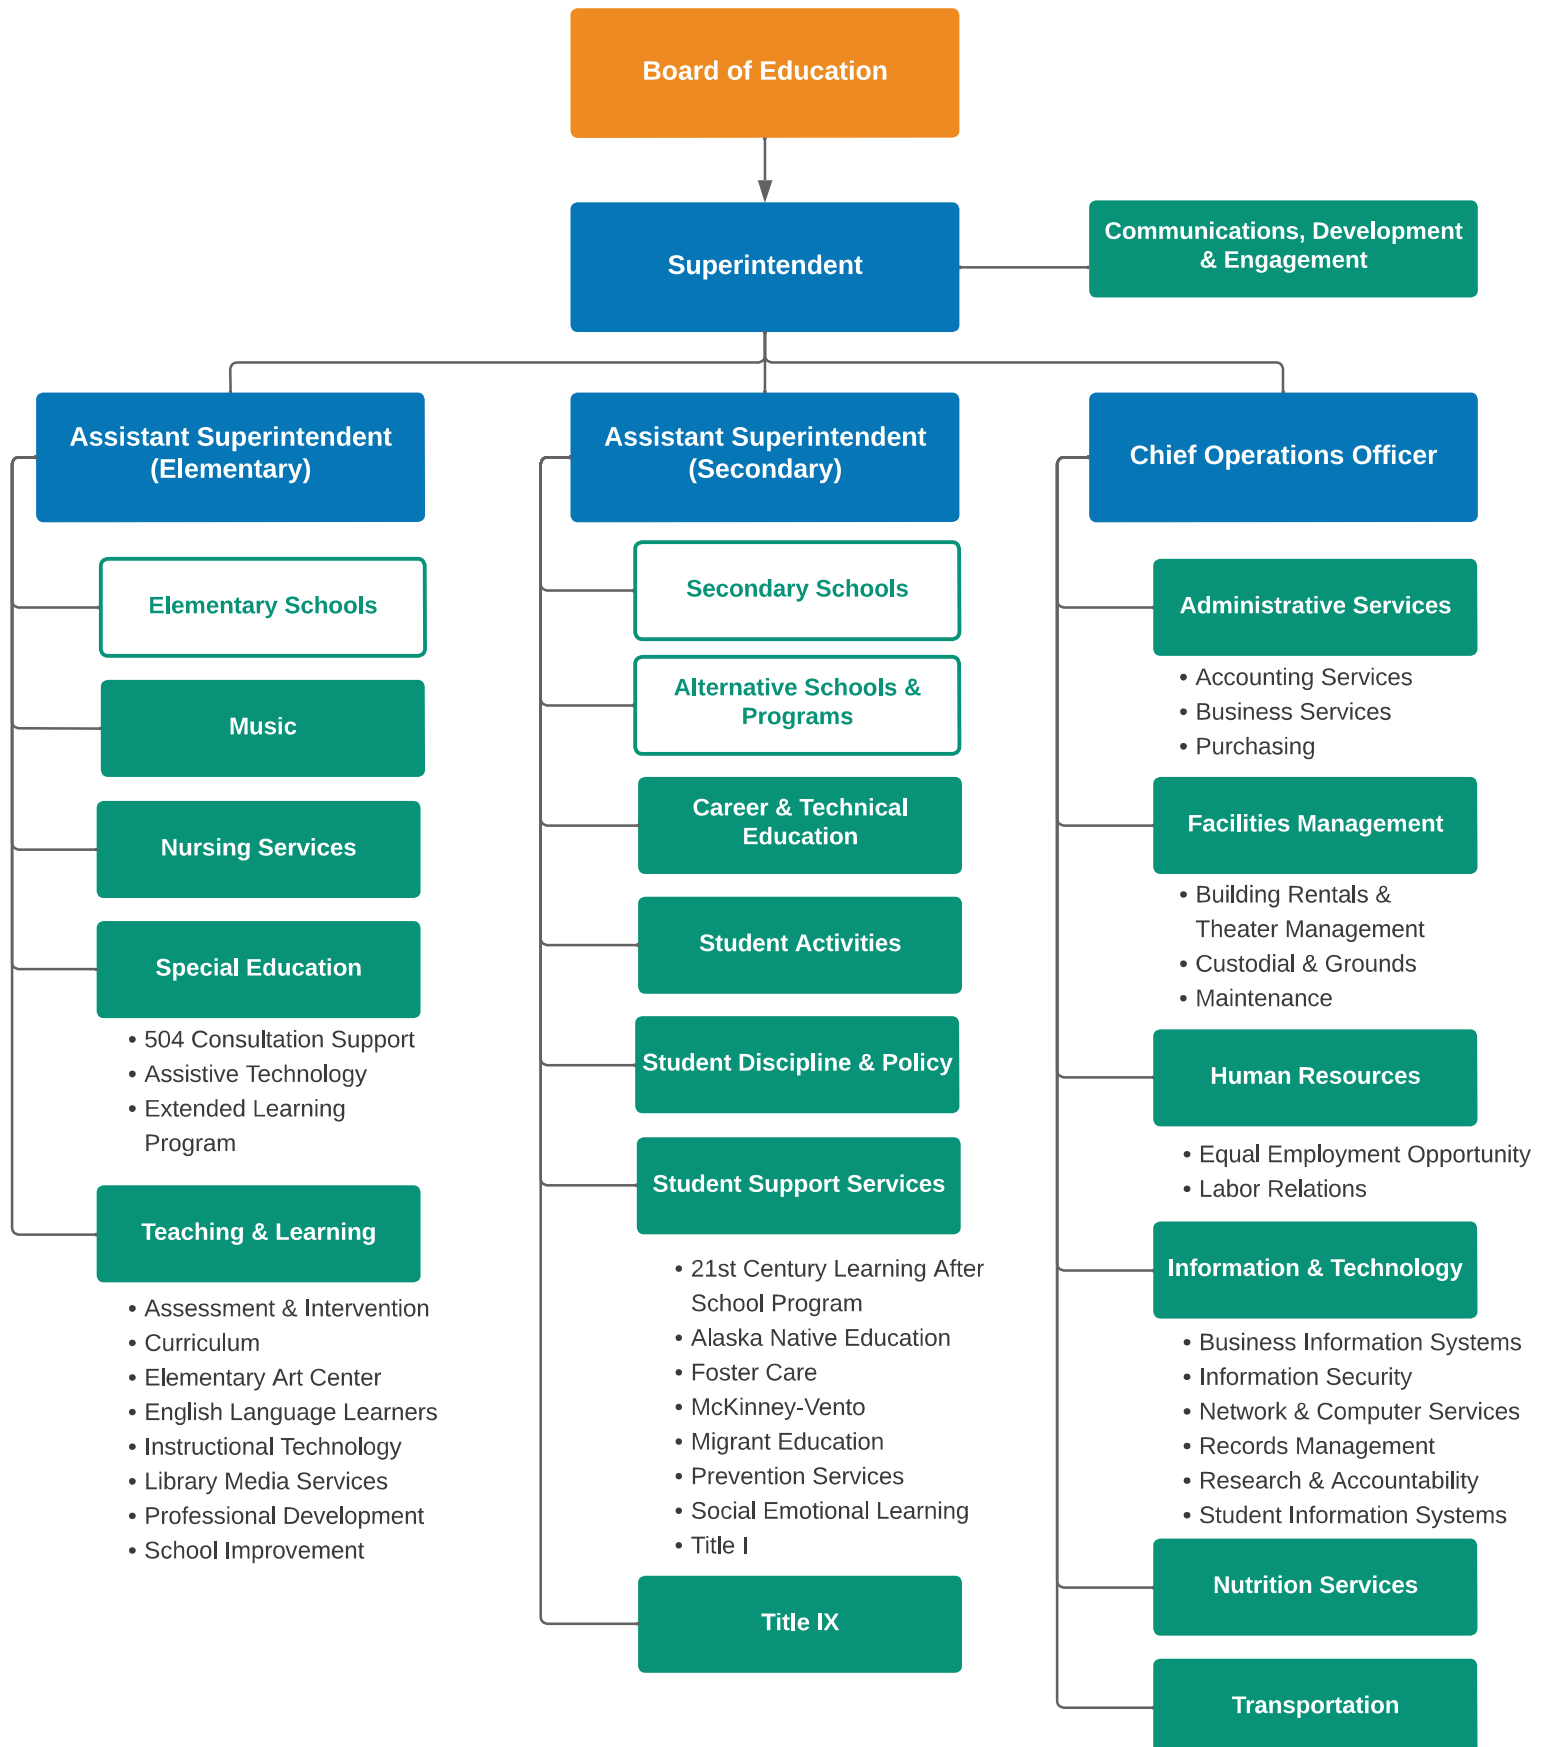 Board of Education
Superintendent
Communications, Development
& Engagement
Assistant Superintendent
(Elementary)
Elementary Schools
Music
Nursing Services
Special Education
• 504 Consultation Support
• Assistive Technology
• Extended Learning
Program
Teaching & Learning
• Assessment & Intervention
• Curriculum
• Elementary Art Center
• English Language Learners
• Instructional Technology
• Library Media Services
• Professional Development
• School Improvement
Assistant Superintendent
(Secondary)
Secondary Schools
Alternative Schools &
Programs
Career & Technical
Education
Student Activities
Student Discipline & Policy
Student Support Services
• 21st Century Learning After
School Program
• Alaska Native Education
• Foster Care
• McKinney-Vento
• Migrant Education
• Prevention Services
• Social Emotional Learning
• Title I
Title IX
Chief Operations Officer
Administrative Services
• Accounting Services
• Business Services
• Purchasing
Facilities Management
• Building Rentals &
Theater Management
• Custodial & Grounds
• Maintenance
Human Resources
• Equal Employment Opportunity
• Labor Relations
Information & Technology
• Business Information Systems
• Information Security
• Network & Computer Services
• Records Management
• Research & Accountability
• Student Information Systems
Nutrition Services
Transportation